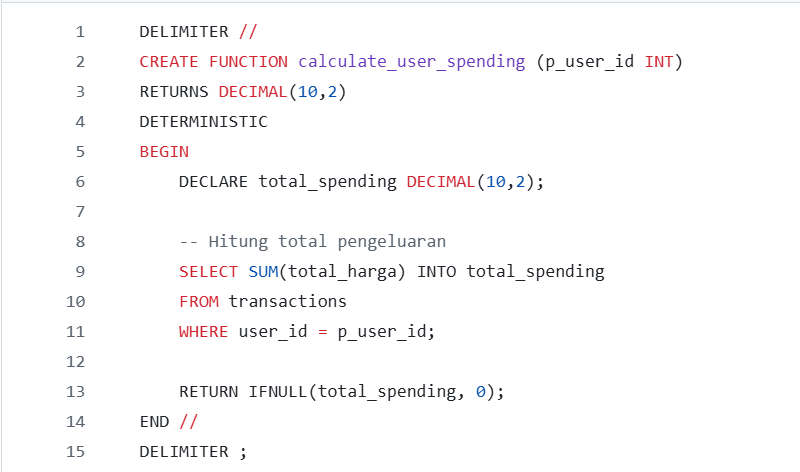 1 DELIMITER //
2 CREATE FUNCTION calculate_user_spending (p_user_id INT)
3 RETURNS DECIMAL(10,2)
4 DETERMINISTIC
5 BEGIN
6     DECLARE total_spending DECIMAL(10,2);
7
8     -- Hitung total pengeluaran
9     SELECT SUM(total_harga) INTO total_spending
10     FROM transactions
11     WHERE user_id = p_user_id;
12
13     RETURN IFNULL(total_spending, 0);
14 END //
15 DELIMITER ;